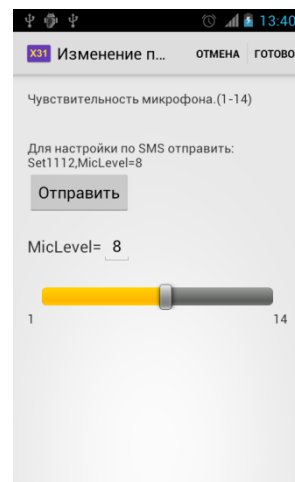 13:40
X31 Изменение п... ОТМЕНА ГОТОВО
Чувствительность микрофона.(1-14)
Для настройки по SMS отправить:
Set1112,MicLevel=8
Отправить
MicLevel= 8
1 14